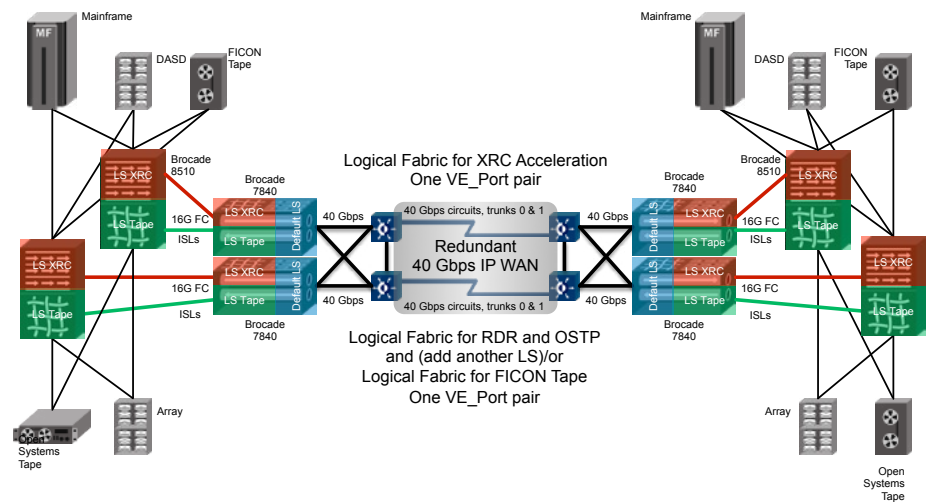 Mainframe
MF
DASD
FICON
Tape
LS XRC
LS Tape
Brocade
8510
16G FC
ISLs
LS XRC
LS Tape
16G FC
ISLs
Brocade
7840
LS XRC
LS Tape
Default LS
LS XRC
LS Tape
Default LS
Brocade
7840
Open
Systems
Tape
Array
40 Gbps
40 Gbps
Logical Fabric for XRC Acceleration
One VE_Port pair
40 Gbps circuits, trunks 0 & 1
Redundant
40 Gbps IP WAN
40 Gbps circuits, trunks 0 & 1
Logical Fabric for RDR and OSTP
and (add another LS)/or
Logical Fabric for FICON Tape
One VE_Port pair
40 Gbps
40 Gbps
Mainframe
MF
DASD
FICON
Tape
Brocade
7840
Default LS
LS XRC
LS Tape
Default LS
LS XRC
LS Tape
Brocade
7840
Brocade
8510
16G FC
ISLs
LS XRC
LS Tape
16G FC
ISLs
LS XRC
LS Tape
Array
Open
Systems
Tape